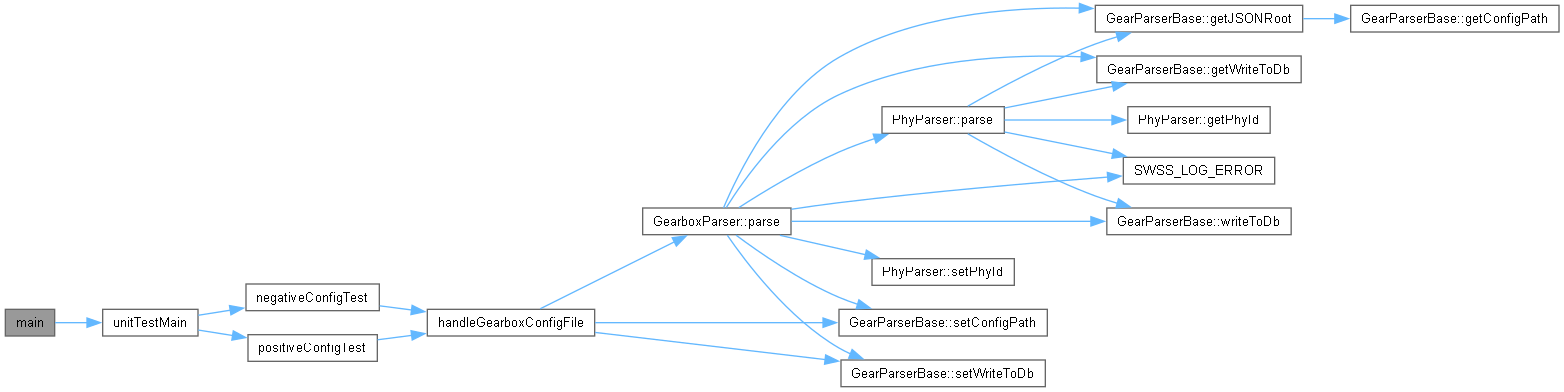 main
unitTestMain
negativeConfigTest
positiveConfigTest
handleGearboxConfigFile
GearboxParser::parse
PhyParser::parse
GearParserBase::getJSONRoot
GearParserBase::getConfigPath
GearParserBase::getWriteToDb
PhyParser::getPhyId
SWSS_LOG_ERROR
GearParserBase::writeToDb
PhyParser::setPhyId
GearParserBase::setConfigPath
GearParserBase::setWriteToDb